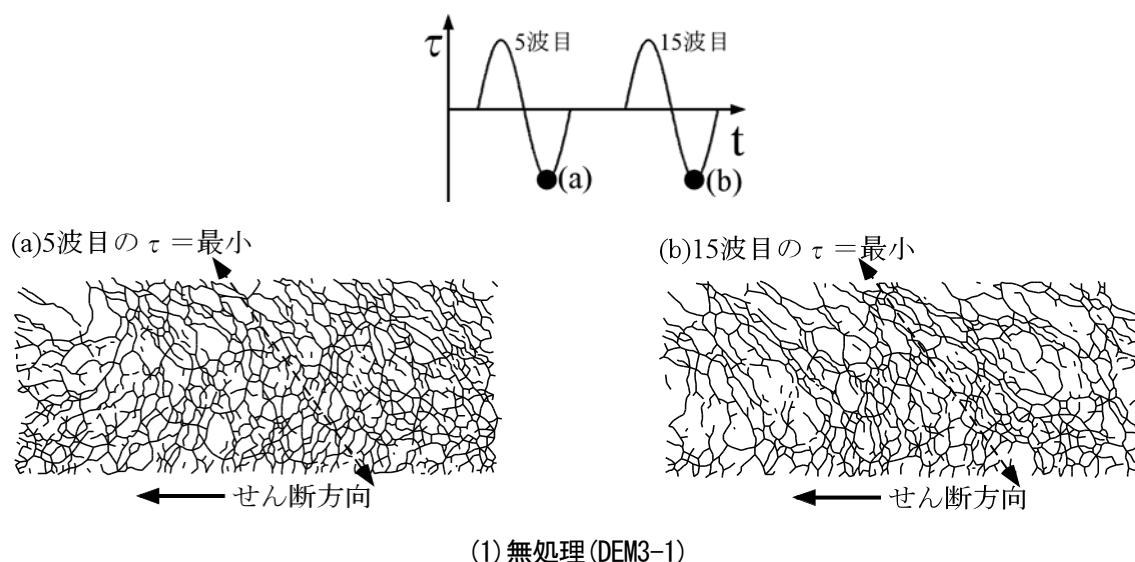 τ
5波目
15波目
t
(a)
(b)
(a)5波目のτ=最小
(b)15波目のτ=最小
せん断方向
せん断方向
(1)無処理(DEM3-1)